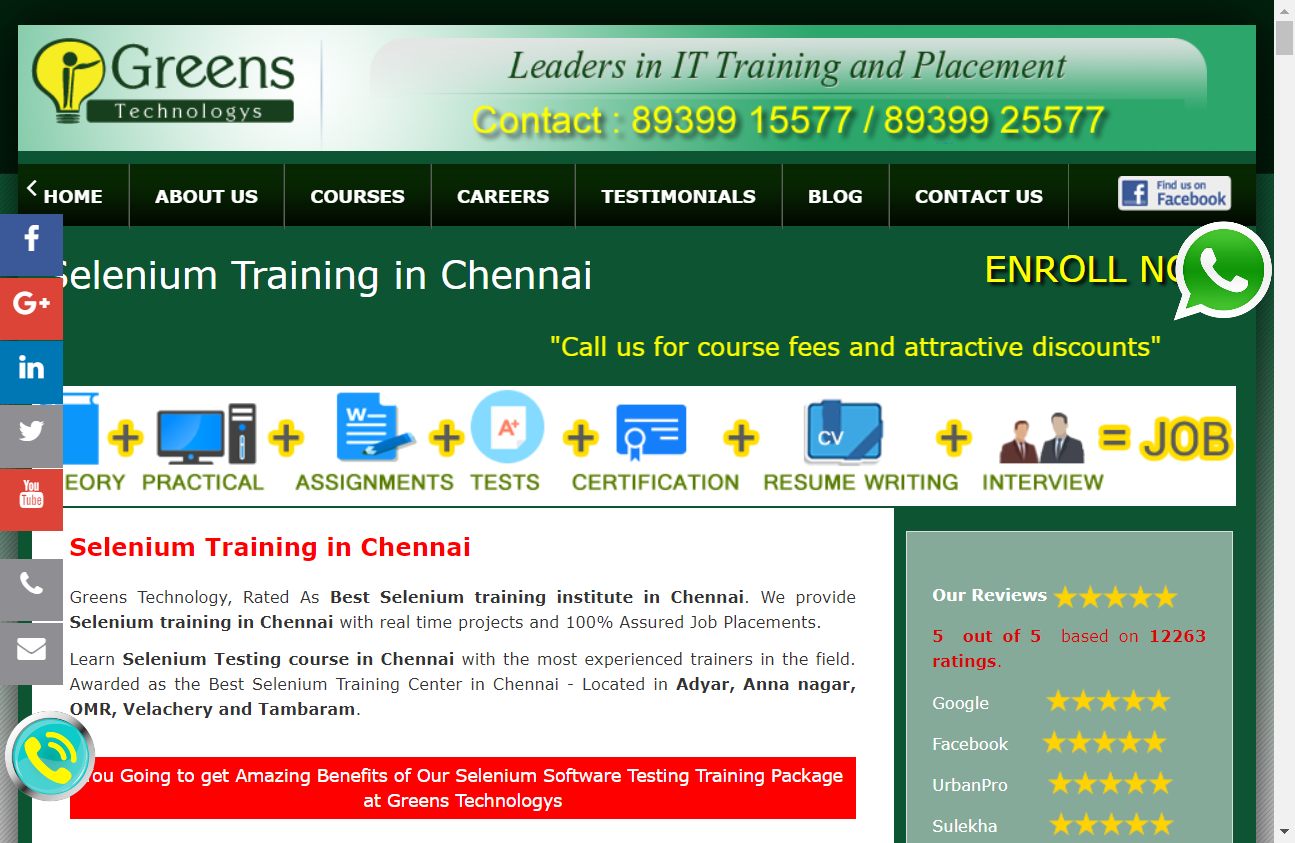 Greens
Technologys
Leaders in IT Training and Placement
Contact : 89399 15577 / 89399 25577
HOME
ABOUT US
COURSES
CAREERS
TESTIMONIALS
BLOG
CONTACT US
Find us on
Facebook
Selenium Training in Chennai
ENROLL
"Call us for course fees and attractive discounts"
W
A+
CV
JOB
EORY
PRACTICAL
ASSIGNMENTS
TESTS
CERTIFICATION
RESUME WRITING
INTERVIEW
f
G+
in
You
Tube
Selenium Training in Chennai
Greens Technology, Rated As Best Selenium training institute in Chennai. We provide
Selenium training in Chennai with real time projects and 100% Assured Job Placements.
Learn Selenium Testing course in Chennai with the most experienced trainers in the field.
Awarded as the Best Selenium Training Center in Chennai - Located in Adyar, Anna nagar,
OMR, Velachery and Tambaram.
You Going to get Amazing Benefits of Our Selenium Software Testing Training Package
at Greens Technologys
Our Reviews
5 out of 5 based on 12263
ratings.
Google
Facebook
UrbanPro
Sulekha